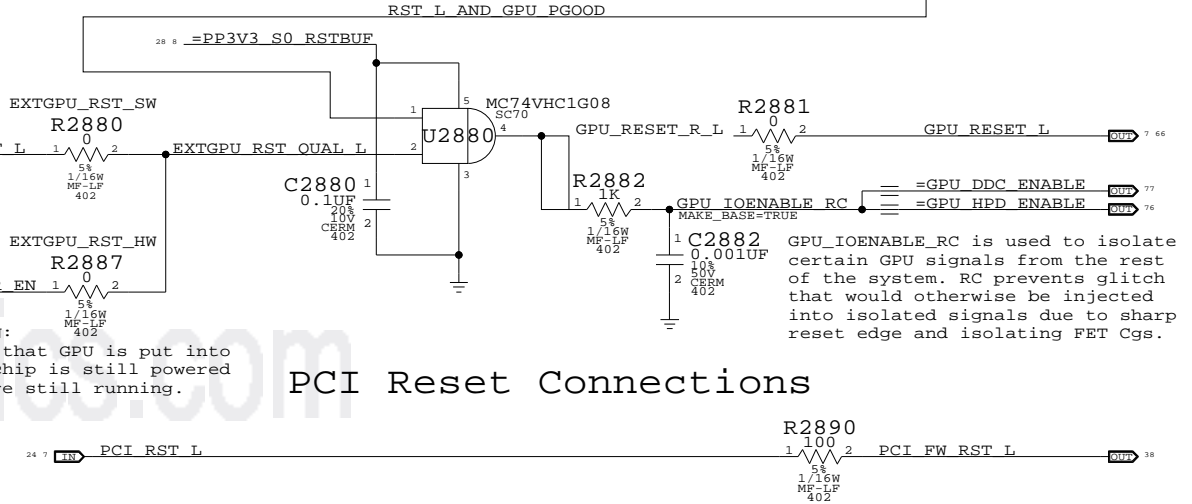 RST_L_AND_GPU_PGOOD
28 8 =PP3V3_S0_RSTBUF
EXTGPU_RST_SW
R2880
0
T_L 1 2
5%
1/16W
MF-LF
402
EXTGPU_RST_QUAL_L
1
2
5
4
3
MC74VHC1G08
SC70
U2880
C2880
0.1UF
20%
10V
CERM
402
1
2
GPU_RESET_R_L
R2881
0
1 2
5%
1/16W
MF-LF
402
GPU_RESET_L OUT 7 66
R2882
1K
1 2
5%
1/16W
MF-LF
402
GPU_IOENABLE_RC
MAKE_BASE=TRUE
=GPU_DDC_ENABLE OUT 77
=GPU_HPD_ENABLE OUT 76
C2882
0.001UF
10%
50V
CERM
402
1
2
GPU_IOENABLE_RC is used to isolate
certain GPU signals from the rest
of the system. RC prevents glitch
that would otherwise be injected
into isolated signals due to sharp
reset edge and isolating FET Cgs.
EXTGPU_RST_HW
R2887
0
_EN 1 2
5%
1/16W
MF-LF
402
:
that GPU is put into
chip is still powered
e still running.
ics.com
PCI Reset Connections
24 7 IN PCI_RST_L
R2890
100
1 2
5%
1/16W
MF-LF
402
PCI_FW_RST_L OUT 38